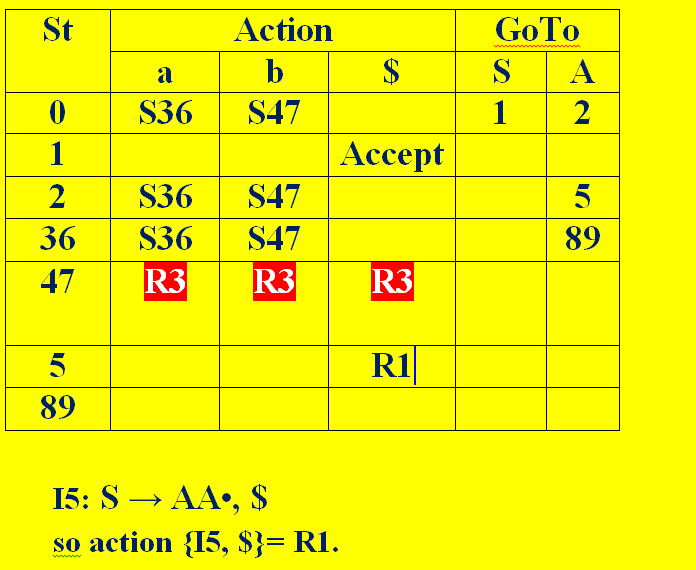 St Action GoTo
a b $ S A
0 S36 S47 1 2
1 Accept
2 S36 S47 5
36 S36 S47 89
47 R3 R3 R3
5 R1
89
I5: S → AA•, $
so action {I5, $}= R1.